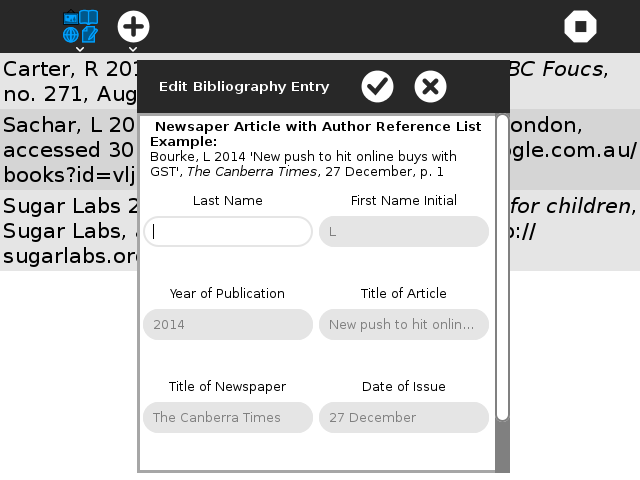 Carter, R 201
BC Foucs,
no. 271, Aug
Sachar, L 20
ondon,
accessed 30
gle.com.au/
books?id=vlj
Sugar Labs 2
for children,
Sugar Labs,
o://
sugarlabs.or
Edit Bibliography Entry
Newsaper Article with Author Reference List
Example:
Bourke, L 2014 'New push to hit online buys with
GST', The Canberra Times, 27 December, p. 1
Last Name
First Name Initial
L
Year of Publication
Title of Article
2014
New push to hit onlin...
Title of Newspaper
Date of Issue
The Canberra Times
27 December